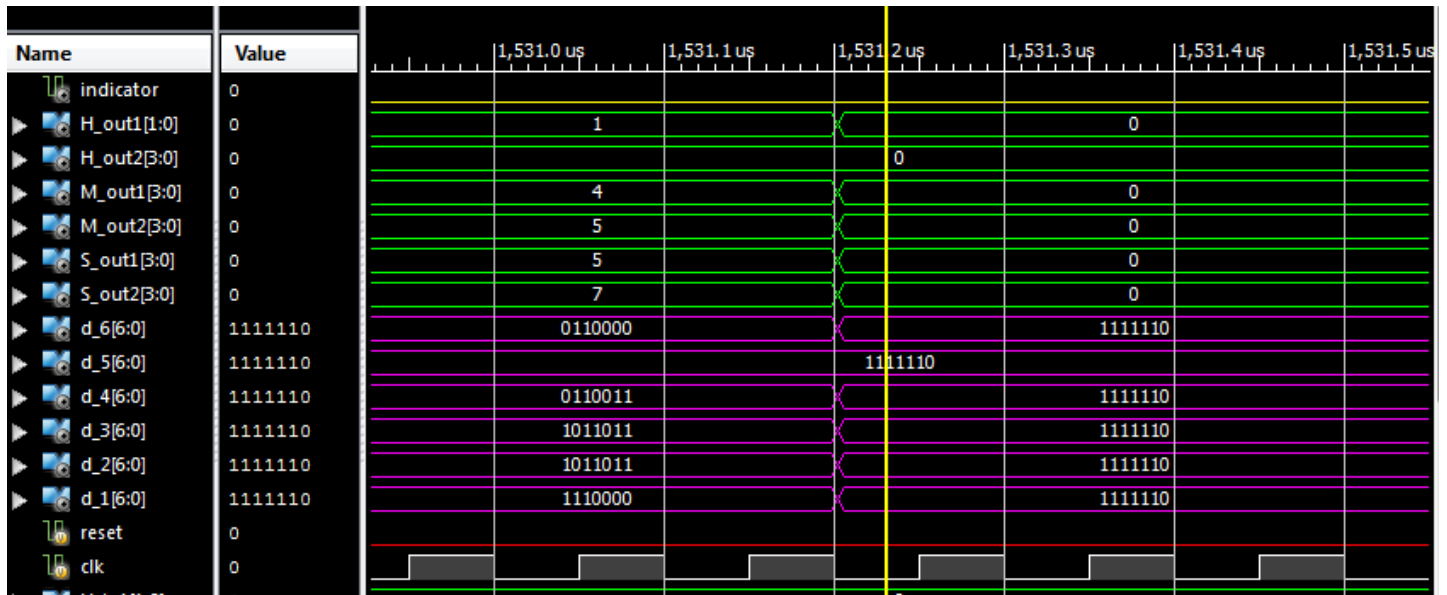 Name Value 1,531.0 us 1,531.1 us 1,531.2 us 1,531.3 us 1,531.4 us 1,531.5 us
indicator 0
H_out1[1:0] 0 1 0
H_out2[3:0] 0 0
M_out1[3:0] 0 4 0
M_out2[3:0] 0 5 0
S_out1[3:0] 0 5 0
S_out2[3:0] 0 7 0
d_6[6:0] 1111110 0110000 1111110
d_5[6:0] 1111110 1111110
d_4[6:0] 1111110 0110011 1111110
d_3[6:0] 1111110 1011011 1111110
d_2[6:0] 1111110 1011011 1111110
d_1[6:0] 1111110 1110000 1111110
reset 0
clk 0